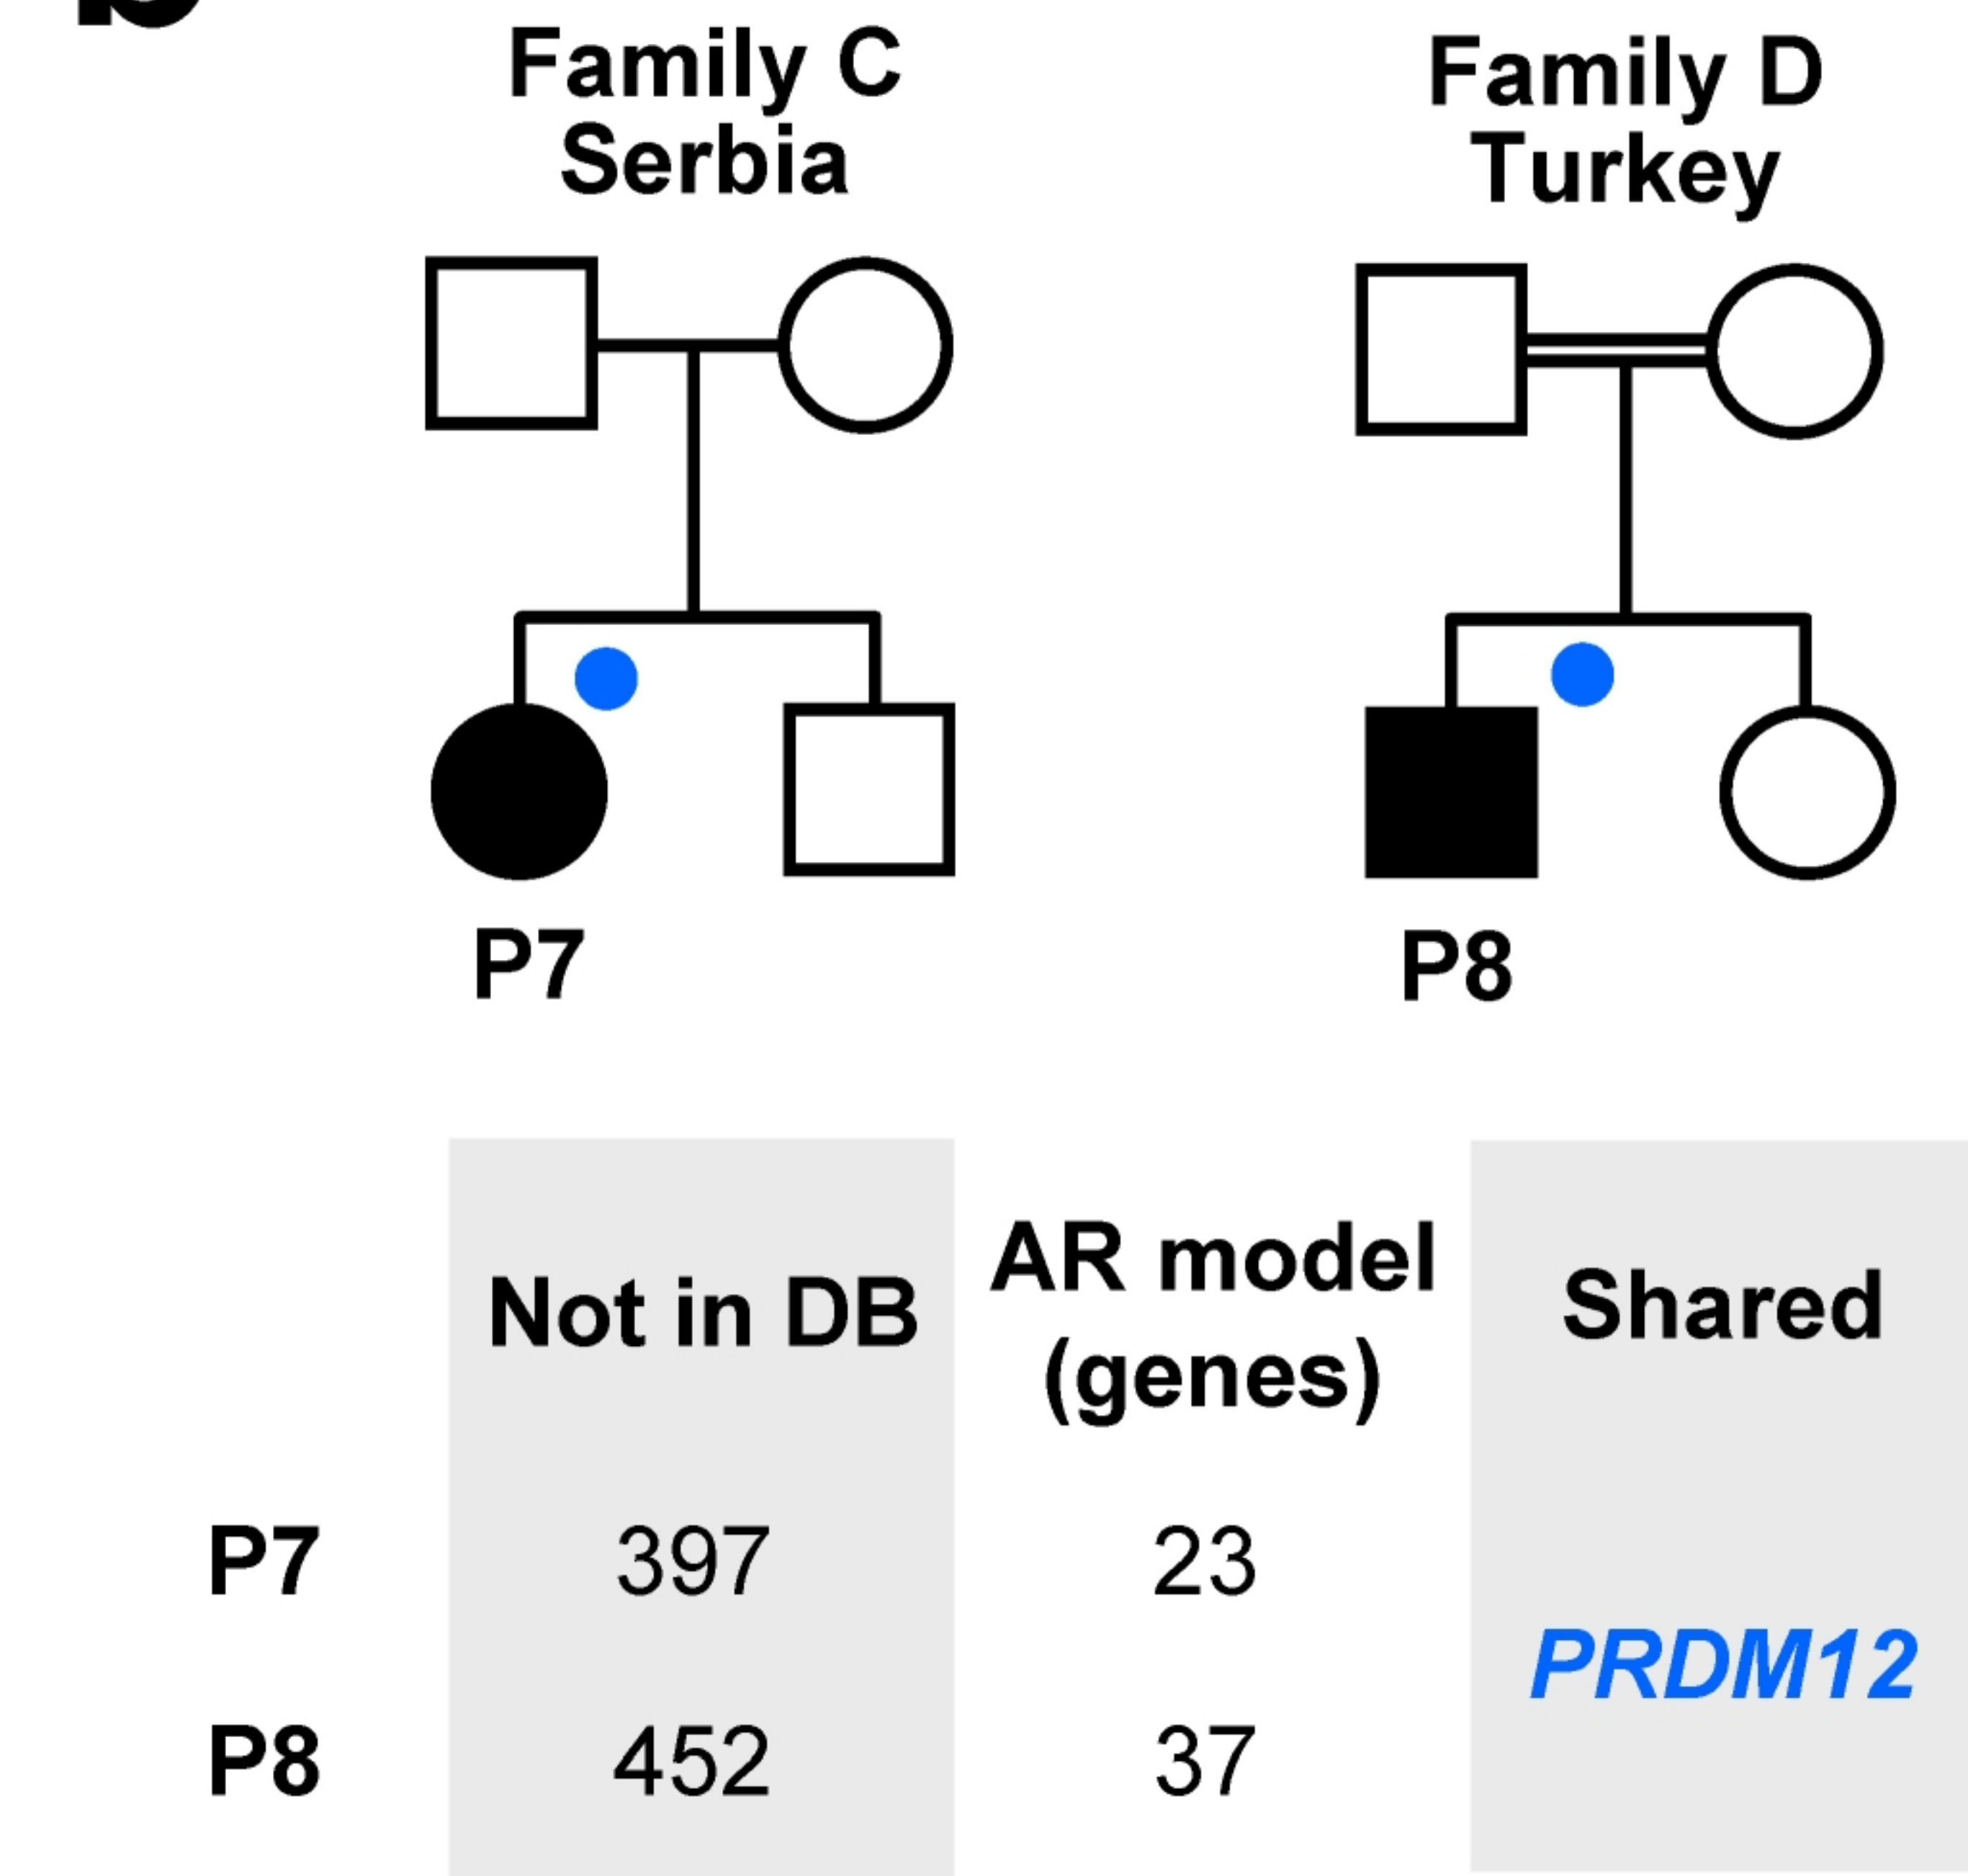 Family C
Serbia
Family D
Turkey
P7
P8
Not in DB
AR model
(genes)
Shared
P7 397 23
PRDM12
P8 452 37